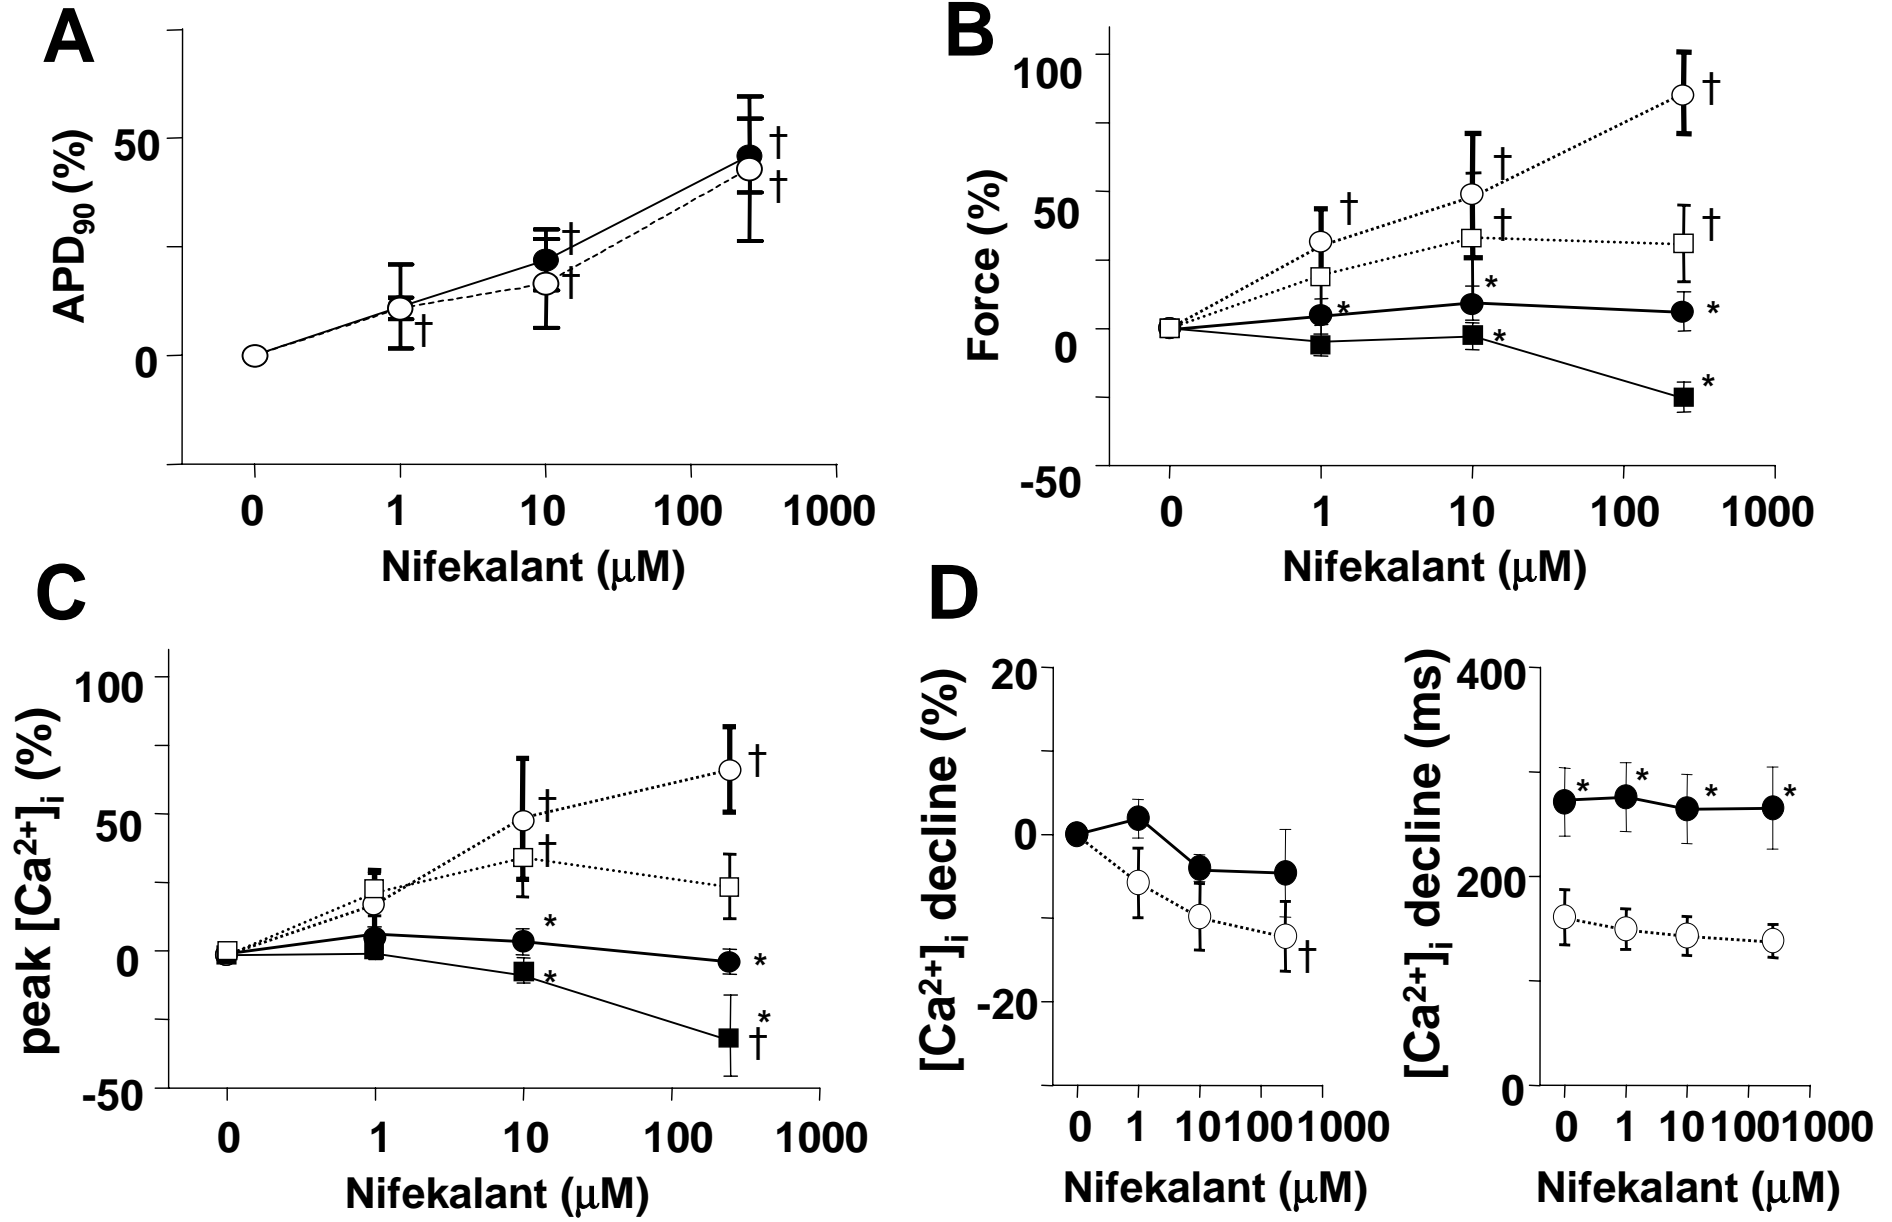 A
APD90 (%)
50
0
†
†
†
†
†
0 1 10 100 1000
Nifekalant (μM)
B
Force (%)
100
50
0
-50
†
†
†
†
†
*
*
*
*
*
0 1 10 100 1000
Nifekalant (μM)
C
peak [Ca2+]i (%)
100
50
0
-50
†
†
†
*
*
*
*
†
0 1 10 100 1000
Nifekalant (μM)
D
[Ca2+]i decline (%)
20
0
-20
†
0 1 10 100 1000
Nifekalant (μM)
[Ca2+]i decline (ms)
400
200
0
* * * *
0 1 10 100 1000
Nifekalant (μM)